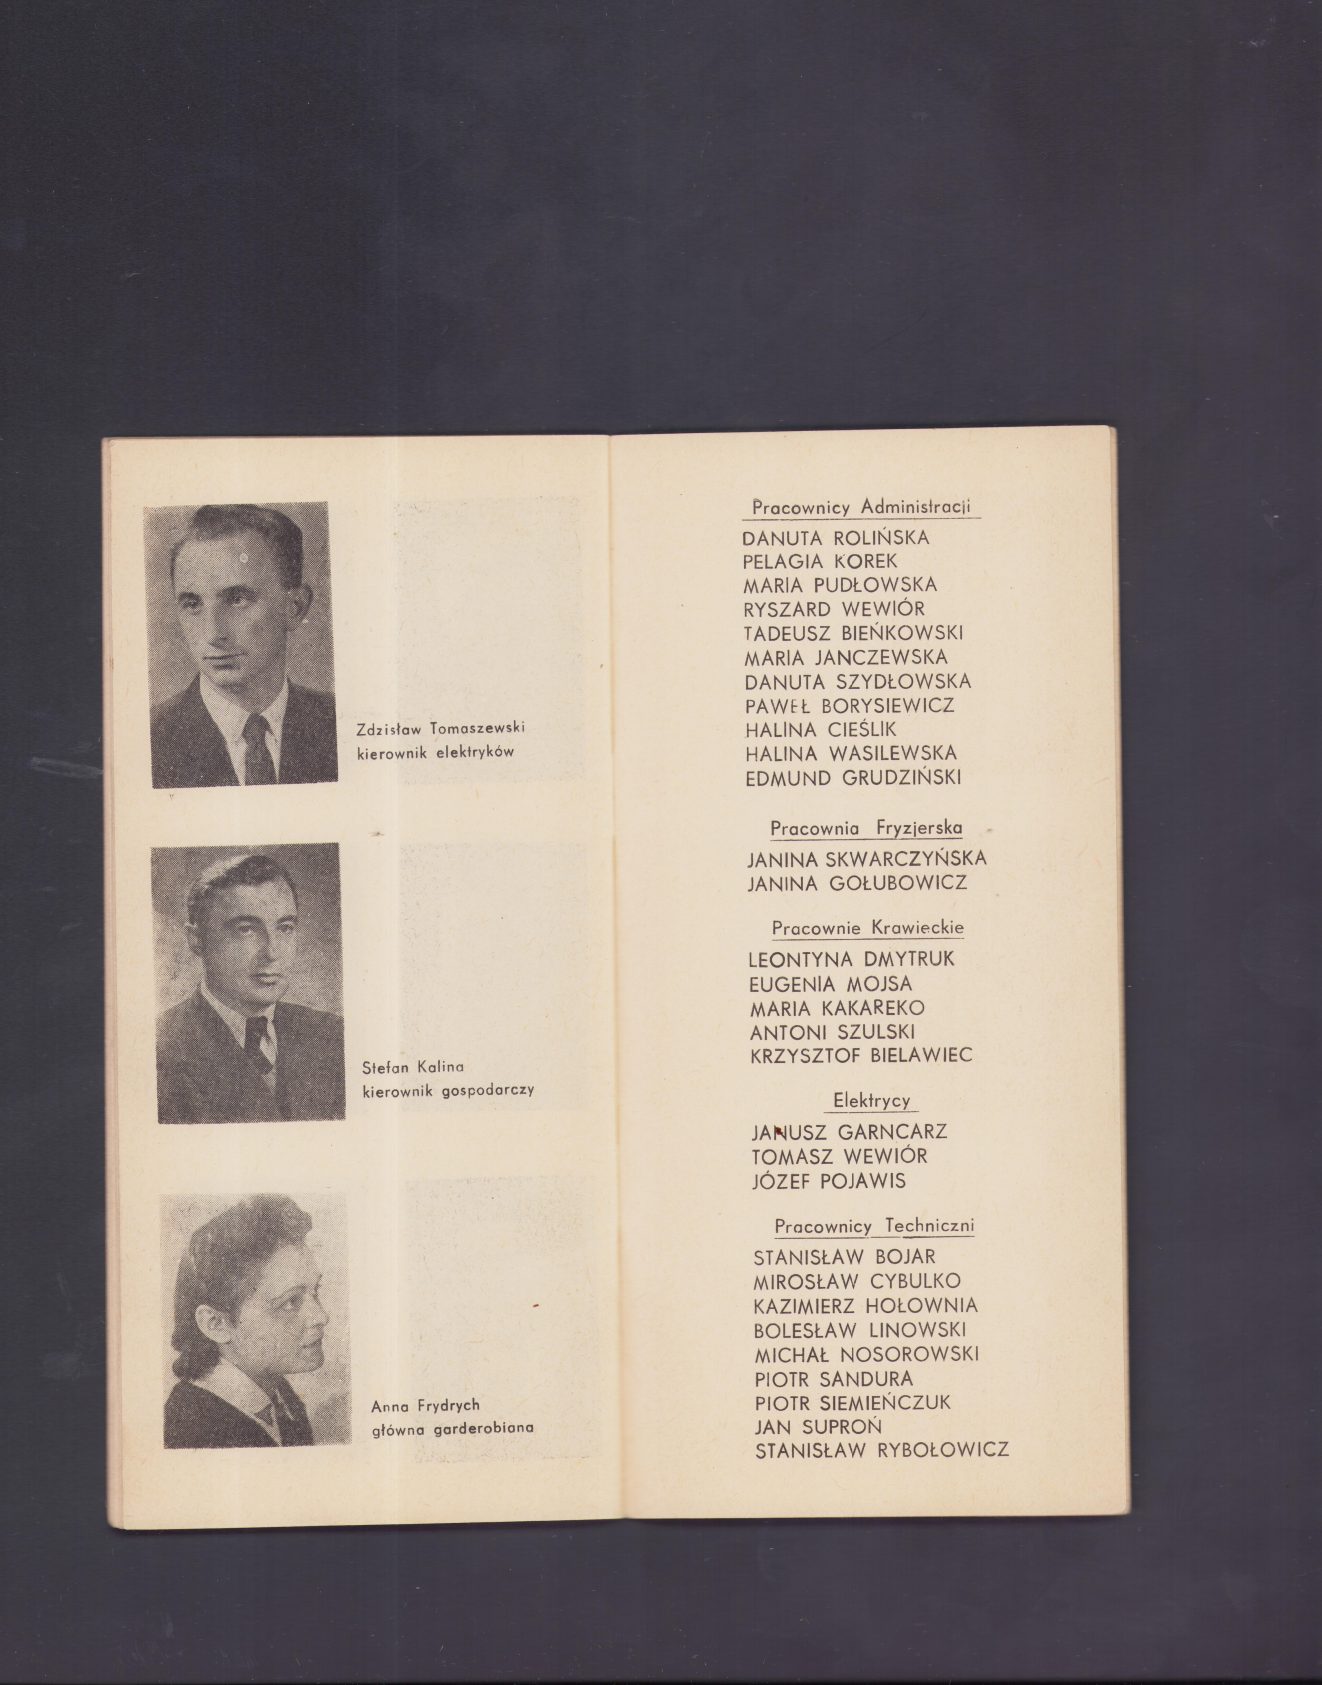 Zdzisław Tomaszewski
kierownik elektryków
Stefan Kalina
kierownik gospodarczy
Anna Frydrych
główna garderobiana
Pracownicy Administracji
DANUTA ROLIŃSKA
PELAGIA KOREK
MARIA PUDŁOWSKA
RYSZARD WEWIÓR
TADEUSZ BIEŃKOWSKI
MARIA JANCZEWSKA
DANUTA SZYDŁOWSKA
PAWEŁ BORYSIEWICZ
HALINA CIEŚLIK
HALINA WASILEWSKA
EDMUND GRUDZIŃSKI
Pracownia Fryzjerska
JANINA SKWARCZYŃSKA
JANINA GOŁUBOWICZ
Pracownie Krawieckie
LEONTYNA DMYTRUK
EUGENIA MOJSA
MARIA KAKAREKO
ANTONI SZULSKI
KRZYSZTOF BIELAWIEC
Elektrycy
JANUSZ GARNCARZ
TOMASZ WEWIÓR
JÓZEF POJAWIS
Pracownicy Techniczni
STANISŁAW BOJAR
MIROSŁAW CYBULKO
KAZIMIERZ HOŁOWNIA
BOLESŁAW LINOWSKI
MICHAŁ NOSOROWSKI
PIOTR SANDURA
PIOTR SIEMIEŃCZUK
JAN SUPROŃ
STANISŁAW RYBOŁOWICZ